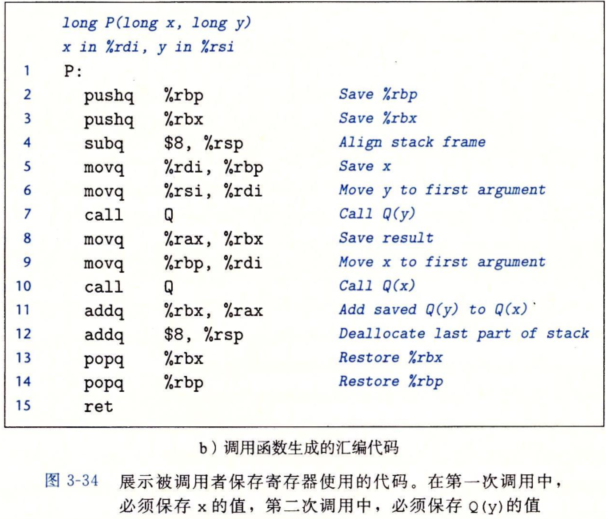 long P(long x, long y)
x in %rdi, y in %rsi
1 P:
2 pushq %rbp Save %rbp
3 pushq %rbx Save %rbx
4 subq $8, %rsp Align stack frame
5 movq %rdi, %rbp Save x
6 movq %rsi, %rdi Move y to first argument
7 call Q Call Q(y)
8 movq %rax, %rbx Save result
9 movq %rbp, %rdi Move x to first argument
10 call Q Call Q(x)
11 addq %rbx, %rax Add saved Q(y) to Q(x)
12 addq $8, %rsp Deallocate last part of stack
13 popq %rbx Restore %rbx
14 popq %rbp Restore %rbp
15 ret
b）调用函数生成的汇编代码
图 3-34 展示被调用者保存寄存器使用的代码。在第一次调用中，
必须保存 x 的值，第二次调用中，必须保存 Q(y)的值